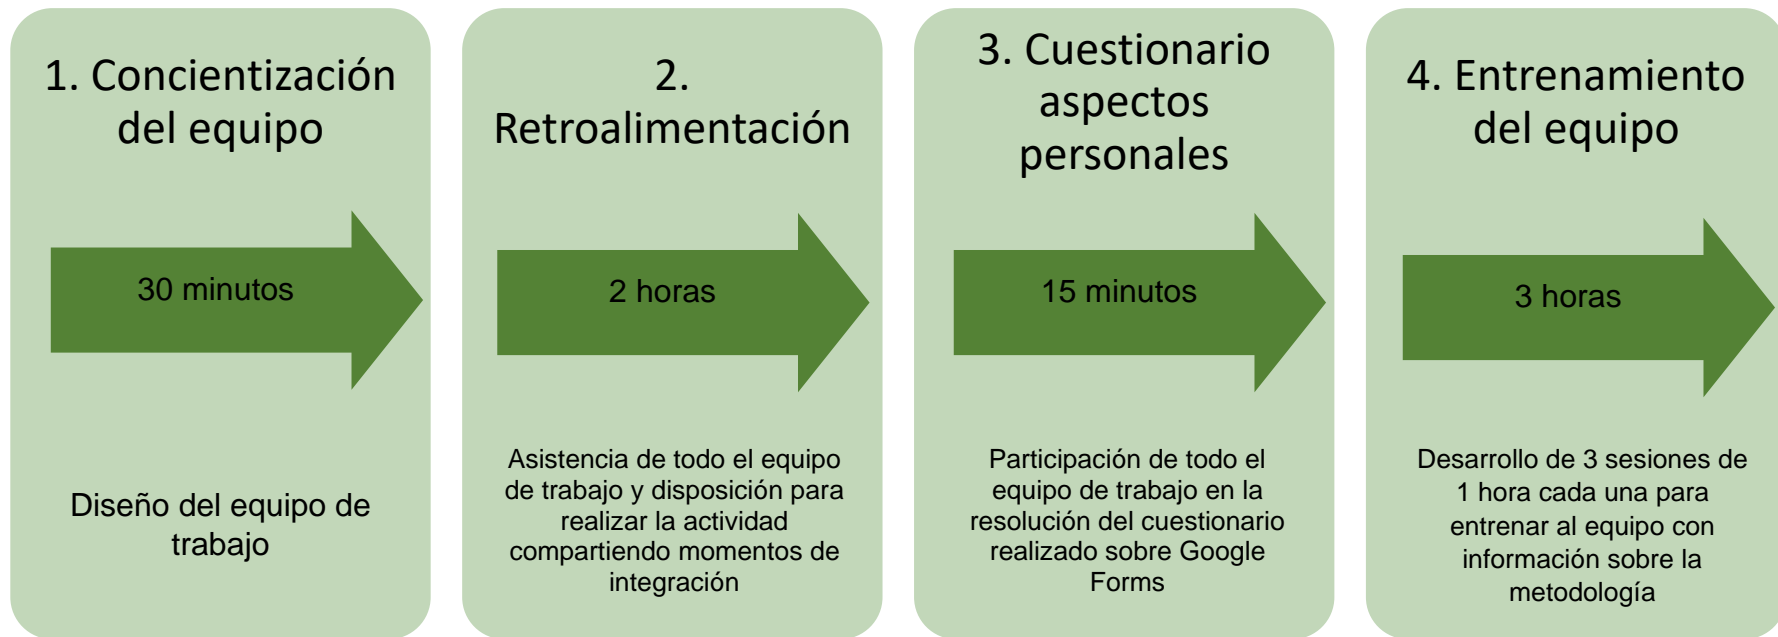 1. Concientización
del equipo
30 minutos
Diseño del equipo de
trabajo
2.
Retroalimentación
2 horas
Asistencia de todo el equipo
de trabajo y disposición para
realizar la actividad
compartiendo momentos de
integración
3. Cuestionario
aspectos
personales
15 minutos
Participación de todo el
equipo de trabajo en la
resolución del cuestionario
realizado sobre Google
Forms
4. Entrenamiento
del equipo
3 horas
Desarrollo de 3 sesiones de
1 hora cada una para
entrenar al equipo con
información sobre la
metodología